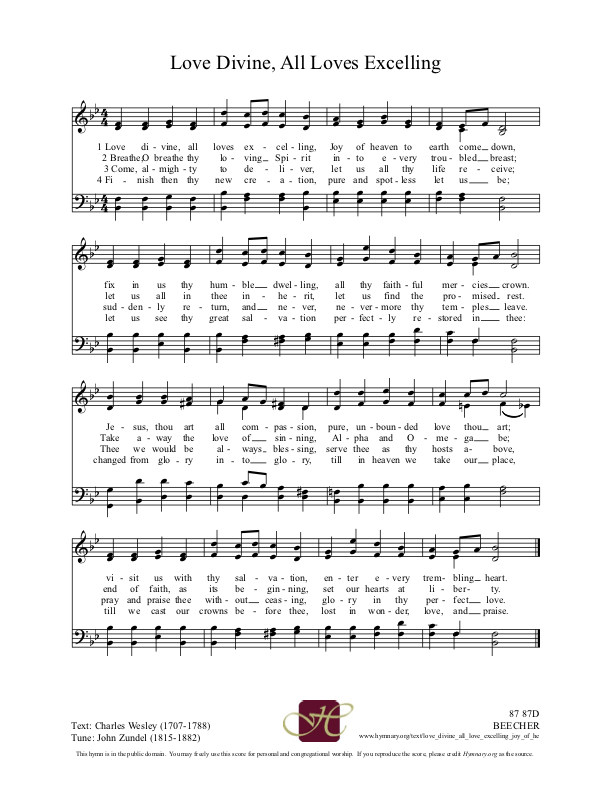 Love Divine, All Loves Excelling
1 Love di - vine, all loves ex - cel - ling, Joy of heaven to earth come down,
2 Breathe, O breathe thy lo - ving Spi - rit in - to e - very trou - bled breast;
3 Come, al - migh - ty to de - li - ver, let us all thy life re - ceive;
4 Fi - nish then thy new cre - a - tion, pure and spot - less let us be;
fix in us thy hum - ble dwel - ling, all thy faith - ful mer - cies crown.
let us all in thee in - he - rit, let us find the pro - mised rest.
sud - den - ly re - turn, and ne - ver, ne - ver - more thy tem - ples leave.
let us see thy great sal - va - tion per - fect - ly re - stored in thee:
Je - sus, thou art all com - pas - sion, pure, un - boun - ded love thou art;
Take a - way the love of sin - ning, Al - pha and O - me - ga be;
Thee we would be al - ways bles - sing, serve thee as thy hosts a - bove,
changed from glo - ry in - to glo - ry, till in heaven we take our place,
vi - sit us with thy sal - va - tion, en - ter e - very trem - bling heart.
end of faith, as its be - gin - ning, set our hearts at li - ber - ty.
pray and praise thee with - out ceas - ing, glo - ry in thy per - fect love.
till we cast our crowns be - fore thee, lost in won - der, love, and praise.
87 87D
Text: Charles Wesley (1707-1788) BEECHER
Tune: John Zundel (1815-1882) www.hymnary.org/text/love_divine_all_love_excelling_joy_of_he
This hymn is in the public domain. You may freely use this score for personal and congregational worship. If you reproduce the score, please credit Hymnary.org as the source.